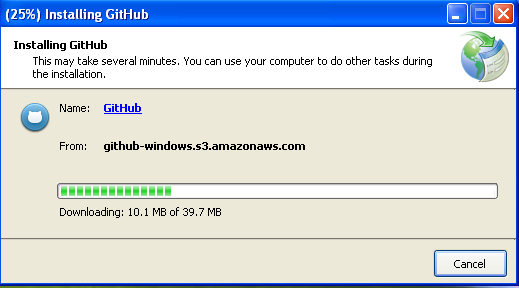 (25%) Installing GitHub
Installing GitHub
This may take several minutes. You can use your computer to do other tasks during
the installation.
Name: GitHub
From: github-windows.s3.amazonaws.com
Downloading: 10.1 MB of 39.7 MB
Cancel